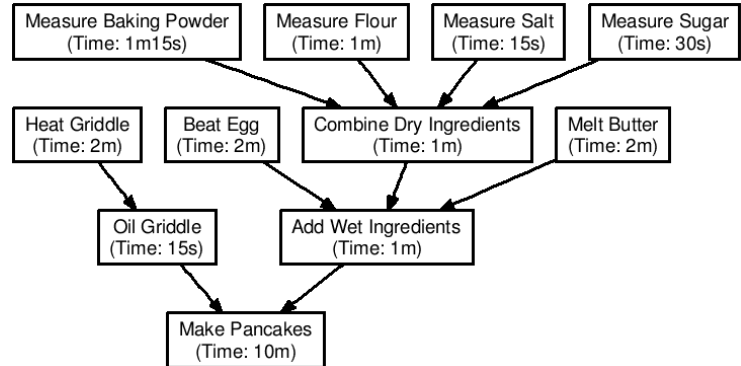 Measure Baking Powder
(Time: 1m15s)
Measure Flour
(Time: 1m)
Measure Salt
(Time: 15s)
Measure Sugar
(Time: 30s)
Heat Griddle
(Time: 2m)
Beat Egg
(Time: 2m)
Combine Dry Ingredients
(Time: 1m)
Melt Butter
(Time: 2m)
Oil Griddle
(Time: 15s)
Add Wet Ingredients
(Time: 1m)
Make Pancakes
(Time: 10m)